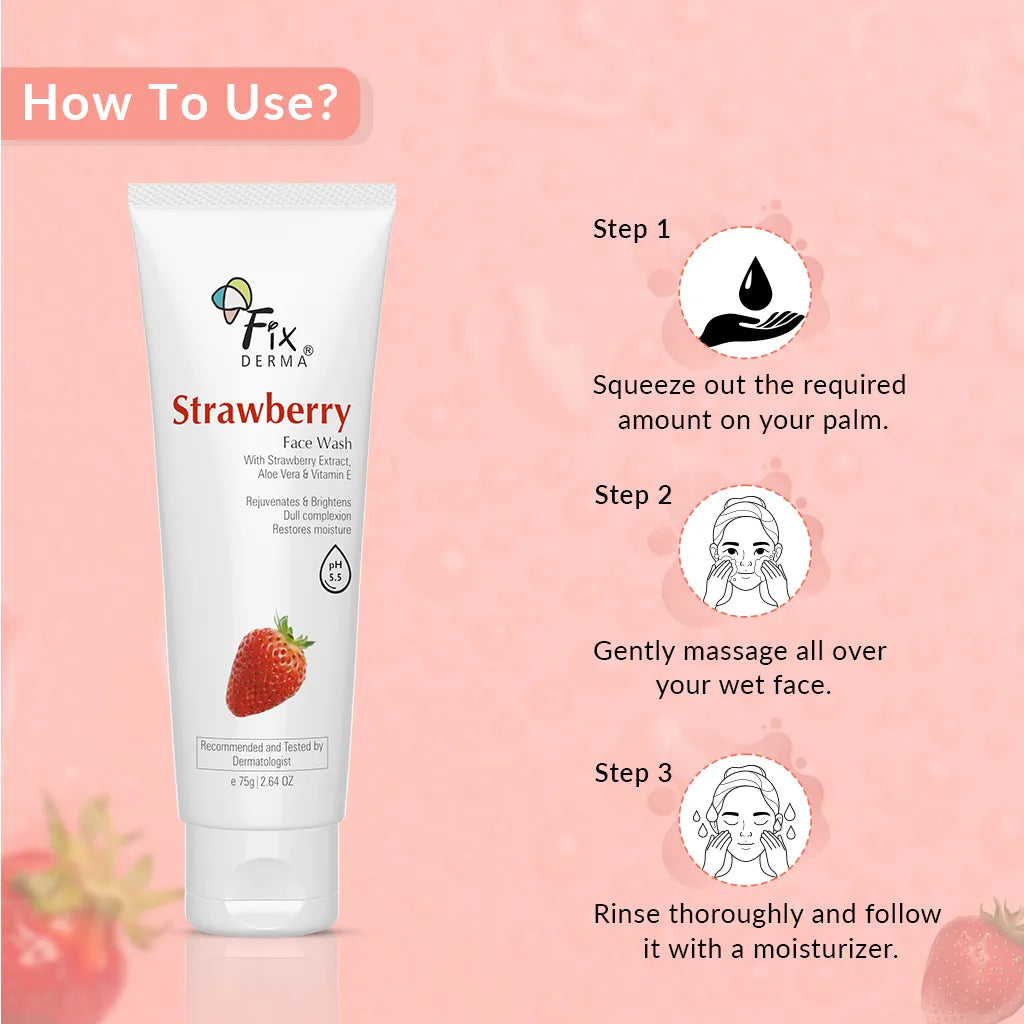 How To Use?
Fix
DERMA®
Strawberry
Face Wash
With Strawberry Extract,
Aloe Vera & Vitamin E
Rejuvenates & Brightens
Dull complexion
Restores moisture
pH
5.5
Recommended and Tested by
Dermatologist
e 75g | 2.64 OZ
Step 1
Squeeze out the required
amount on your palm.
Step 2
Gently massage all over
your wet face.
Step 3
Rinse thoroughly and follow
it with a moisturizer.